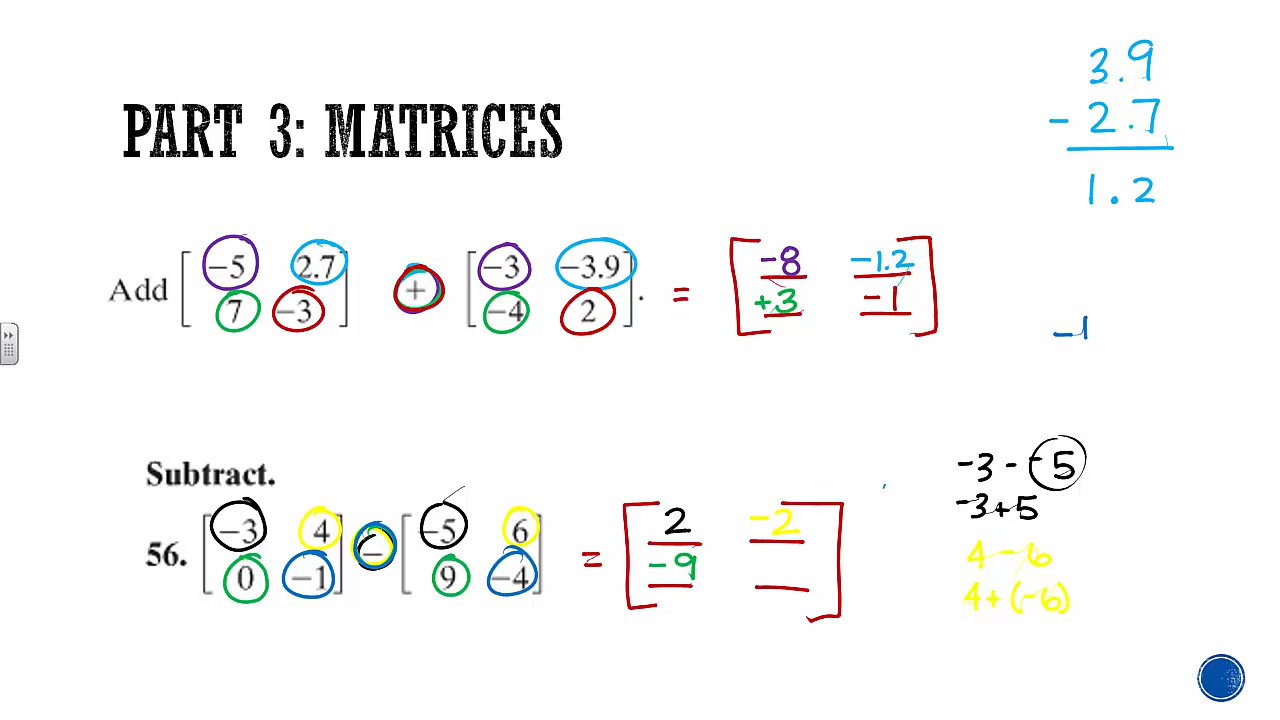 PART 3: MATRICES
3.9
- 2.7
1.2
Add [ −5 2.7 + [ −3 −3.9 = [ -8 -1.2 ]
7 −3 ] −4 2 ]. +3 -1
-1
Subtract.
-3 - -5
-3+5
56. [ −3 4 ] − [ −5 6 ] = [ 2 -2 ]
0 −1 9 −4 -9
4 - 6
4+(-6)